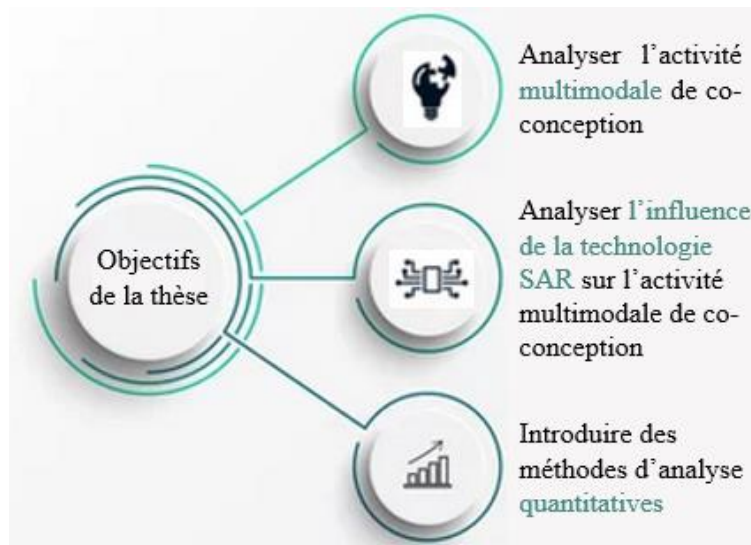 Objectifs
de la thèse
Analyser l'activité
multimodale de co-
conception
Analyser l'influence
de la technologie
SAR sur l'activité
multimodale de co-
conception
Introduire des
méthodes d'analyse
quantitatives